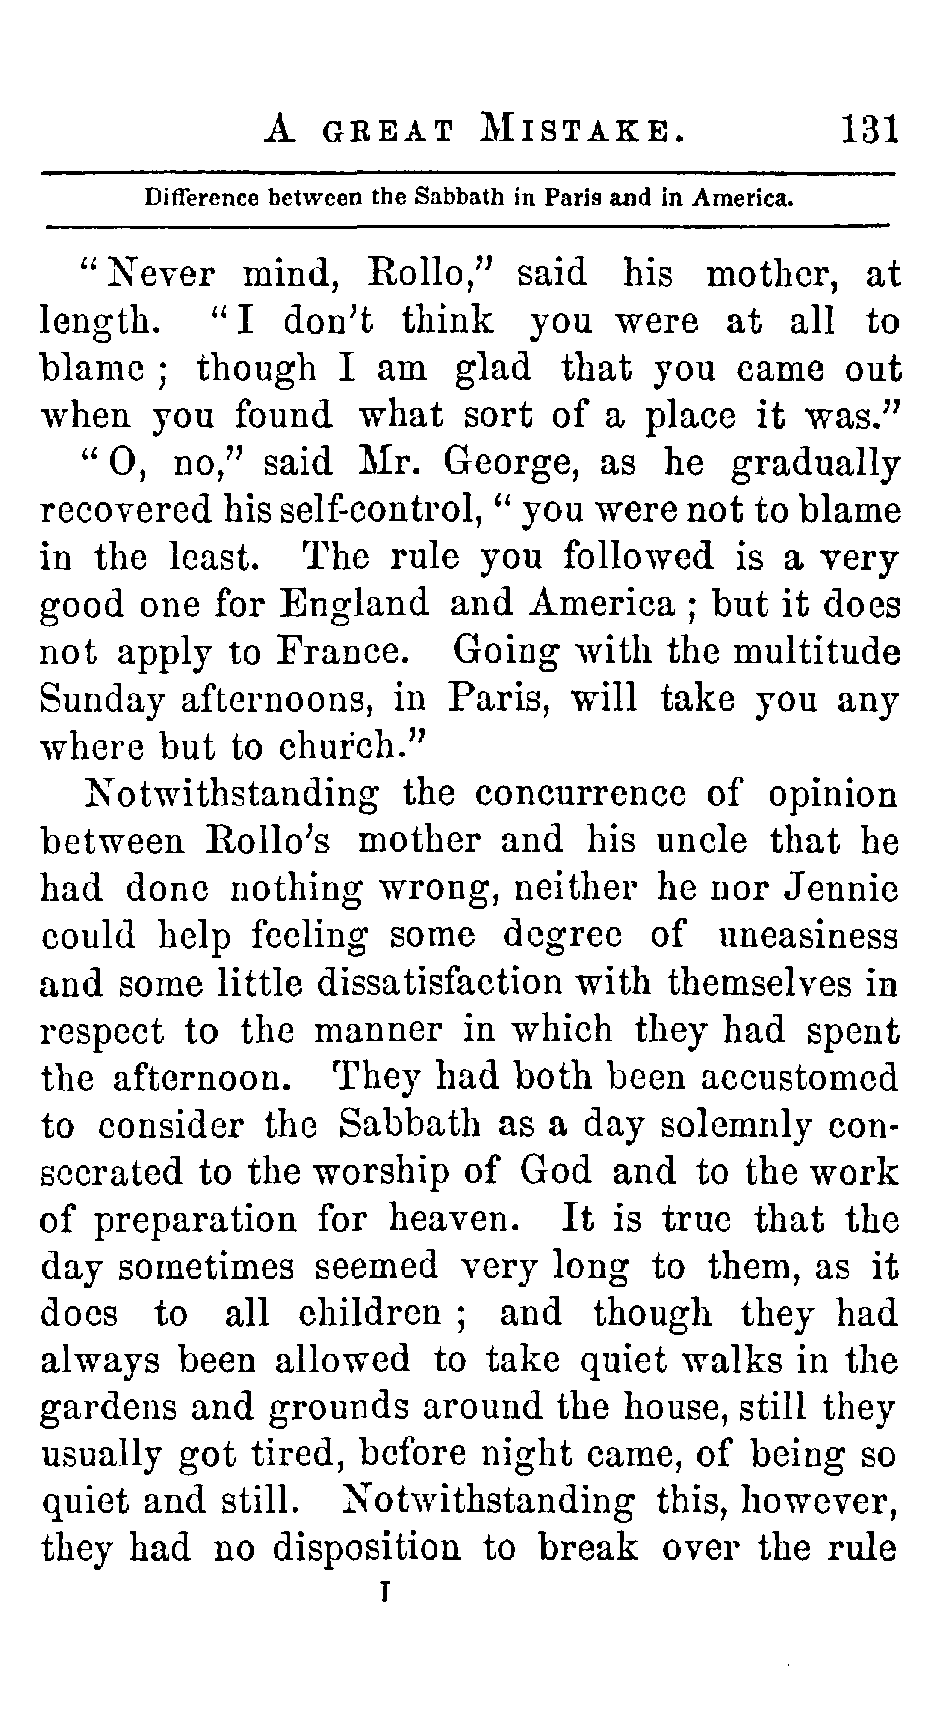 A GREAT MISTAKE. 131
Difference between the Sabbath in Paris and in America.
“Never mind, Rollo,” said his mother, at
length. “I don’t think you were at all to
blame ; though I am glad that you came out
when you found what sort of a place it was.”
“O, no,” said Mr. George, as he gradually
recovered his self-control, “you were not to blame
in the least. The rule you followed is a very
good one for England and America ; but it does
not apply to France. Going with the multitude
Sunday afternoons, in Paris, will take you any
where but to church.”
Notwithstanding the concurrence of opinion
between Rollo’s mother and his uncle that he
had done nothing wrong, neither he nor Jennie
could help feeling some degree of uneasiness
and some little dissatisfaction with themselves in
respect to the manner in which they had spent
the afternoon. They had both been accustomed
to consider the Sabbath as a day solemnly con-
secrated to the worship of God and to the work
of preparation for heaven. It is true that the
day sometimes seemed very long to them, as it
does to all children ; and though they had
always been allowed to take quiet walks in the
gardens and grounds around the house, still they
usually got tired, before night came, of being so
quiet and still. Notwithstanding this, however,
they had no disposition to break over the rule
I